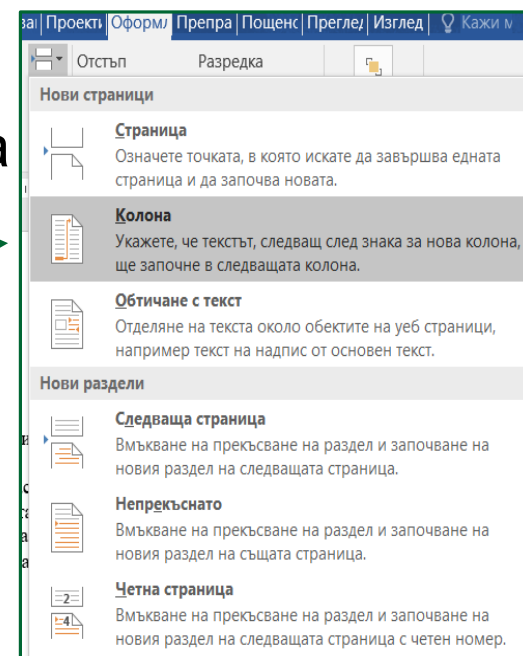 Проекти Оформл Препра Пощенс Преглед Изглед Кажи м
Отстъп Разредка
Нови страници
Страница
Означете точката, в която искате да завършва едната
страница и да започва новата.
а
Колона
Укажете, че текстът, следващ след знака за нова колона,
ще започне в следващата колона.
Обтичане с текст
Отделяне на текста около обектите на уеб страници,
например текст на надпис от основен текст.
Нови раздели
Следваща страница
Вмъкване на прекъсване на раздел и започване на
новия раздел на следващата страница.
Непрекъснато
Вмъкване на прекъсване на раздел и започване на
новия раздел на същата страница.
2
4
Четна страница
Вмъкване на прекъсване на раздел и започване на
новия раздел на следващата страница с четен номер.